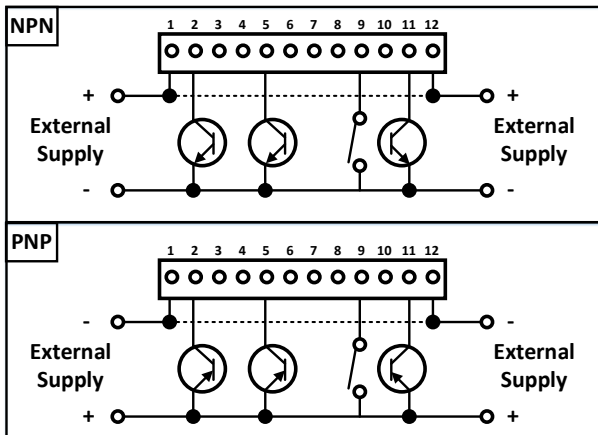 NPN
1 2 3 4 5 6 7 8 9 10 11 12
+ +
External Supply
External Supply
- -
PNP
1 2 3 4 5 6 7 8 9 10 11 12
- -
External Supply
External Supply
+ +